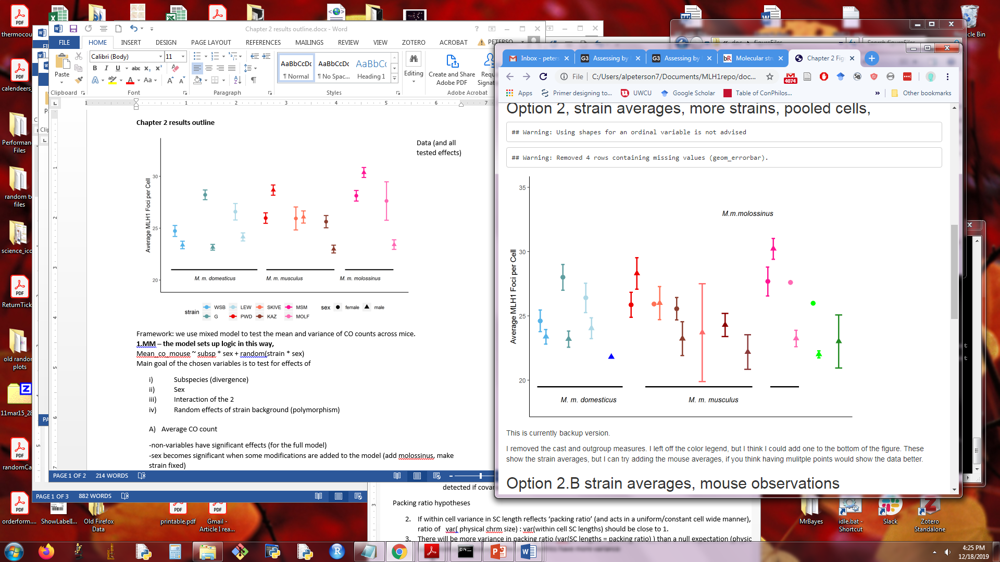 thermocou
calendeers_
Performan
Files
random tx
files
science_ico
ReturnTick
old randor
plots
11mar15_28
randomCa
orderform....
ShowLabelI...
Old Firefox
Data
printable.pdf
Gmail -
Article I rea...
Chapter 2 results outline.docx - Word
FILE HOME INSERT DESIGN PAGE LAYOUT REFERENCES MAILINGS REVIEW VIEW ZOTERO ACROBAT PETERSO
Calibri (Body) 11
Paste
Clipboard Font Paragraph Styles Adobe Acrobat
AaBbCcDc AaBbCcDc AaBbC
¶ Normal ¶ No Spac... Heading 1
Editing
Create and Share
Adobe PDF
Requ
Signat
Chapter 2 results outline
Data (and all
tested effects)
Average MLH1 Foci per Cell
30
25
20
M. m. domesticus M. m. musculus M. m. molossinus
strain WSB LEW SKIVE MSM sex female male
G PWD KAZ MOLF
Framework: we use mixed model to test the mean and variance of CO counts across mice.
1.MM – the model sets up logic in this way,
Mean_co_mouse ~ subsp * sex + random(strain * sex)
Main goal of the chosen variables is to test for effects of
i) Subspecies (divergence)
ii) Sex
iii) Interaction of the 2
iv) Random effects of strain background (polymorphism)
A) Average CO count
-non-variables have significant effects (for the full model)
-sex becomes significant when some modifications are added to the model (add molossinus, make
strain fixed)
PAGE 1 OF 2 214 WORDS
PAGE 1 OF 3 882 WORDS
detected if covar
Packing ratio hypotheses
2. If within cell variance in SC length reflects ‘packing ratio’ (and acts in a uniform/constant cell wide manner),
ratio of var( physical chrm size) : var(within cell SC lengths) should be close to 1.
3. There will be more variance in packing ratio (var(SC lengths = packing ratio) ) than a null expectation (physic
Inbox - peters
Assessing by
Assessing by
Molecular str
Chapter 2 Fig
File C:/Users/alpeterson7/Documents/MLH1repo/doc...
4074
Apps Primer designing to... UWCU Google Scholar Table of ConPhilos... » Other bookmarks
Option 2, strain averages, more strains, pooled cells,
## Warning: Using shapes for an ordinal variable is not advised
## Warning: Removed 4 rows containing missing values (geom_errorbar).
Average MLH1 Foci per Cell
35
30
25
20
M.m.molossinus
M. m. domesticus M. m. musculus
This is currently backup version.
I removed the cast and outgroup measures. I left off the color legend, but I think I could add one to the bottom of the figure. These
show the strain averages, but I can try adding the mouse averages, if you think having mulitple points would show the data better.
Option 2.B strain averages, mouse observations
cle Bin
MrBayes
idle.bat -
Shortcut
Slack
Zotero
Standalone
4:25 PM
12/18/2019